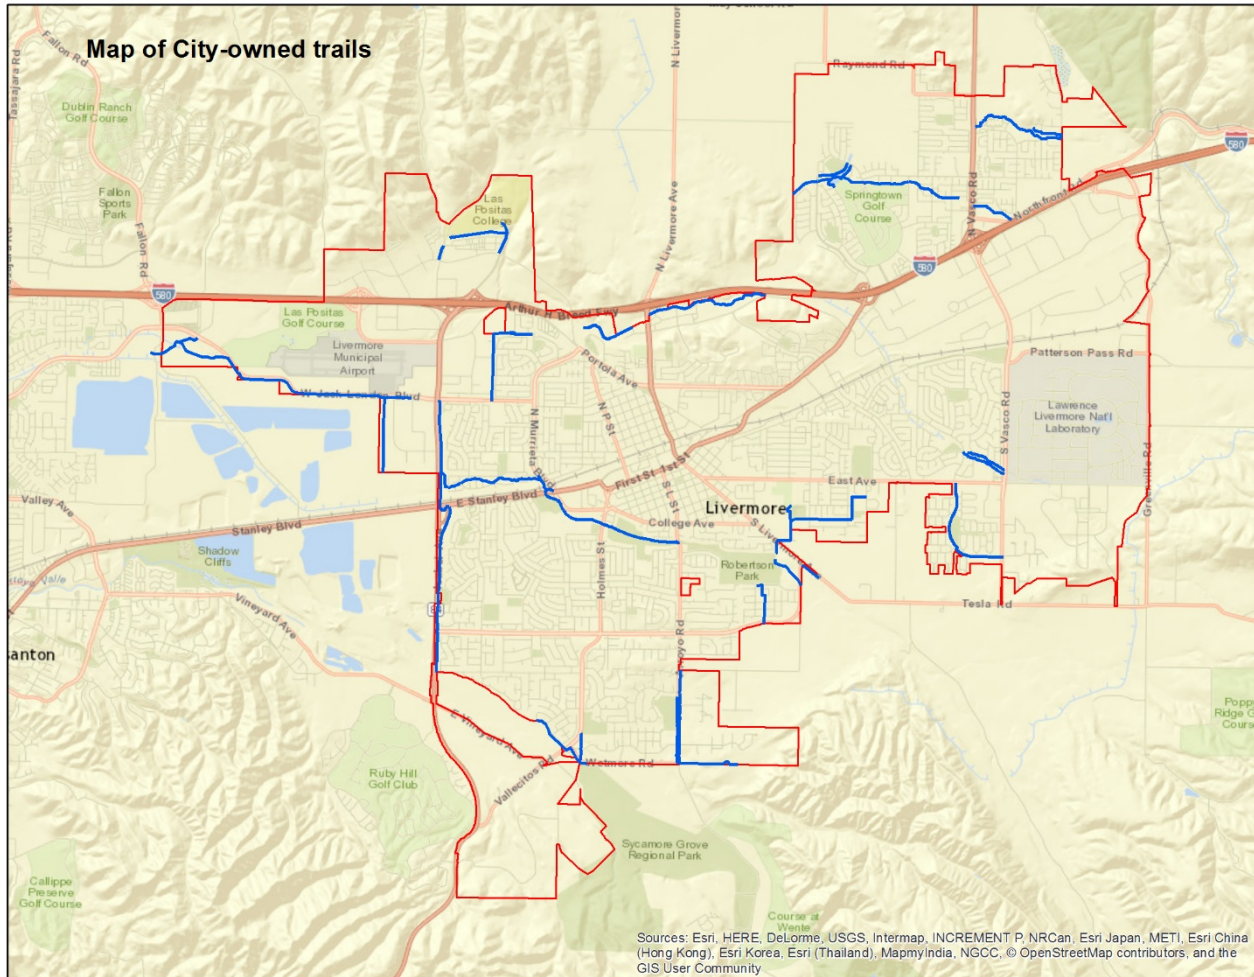 Map of City-owned trails
Tassajara Rd
Fallon Rd
Dublin Ranch
Golf Course
Fallon
Sports
Park
Fallon Rd
580
Las
Positas
College
N Livermore Ave
Raymond Rd
N Vasco Rd
580
Northfront Rd
Springtown
Golf
Course
580
Las Positas
Golf Course
Arthur H Breed Fwy
Livermore
Municipal
Airport
W Jack London Blvd
Portola Ave
N P St
N Murrieta Blvd
Patterson Pass Rd
Lawrence
Livermore Nat'l
Laboratory
S Vasco Rd
Greenville Rd
First St
1st St
East Ave
E Stanley Blvd
Stanley Blvd
Valley Ave
S L St
Livermore
College Ave
S Livermore
Shadow
Cliffs
Vineyard Ave
Holmes St
Robertson
Park
84
Tesla Rd
santon
E Vineyard Ave
Vallecitos Rd
Wetmore Rd
Ruby Hill
Golf Club
Sycamore Grove
Regional Park
Callippe
Preserve
Golf Course
Course at
Wente
Sources: Esri, HERE, DeLorme, USGS, Intermap, INCREMENT P, NRCan, Esri Japan, METI, Esri China
(Hong Kong), Esri Korea, Esri (Thailand), MapmyIndia, NGCC, © OpenStreetMap contributors, and the
GIS User Community